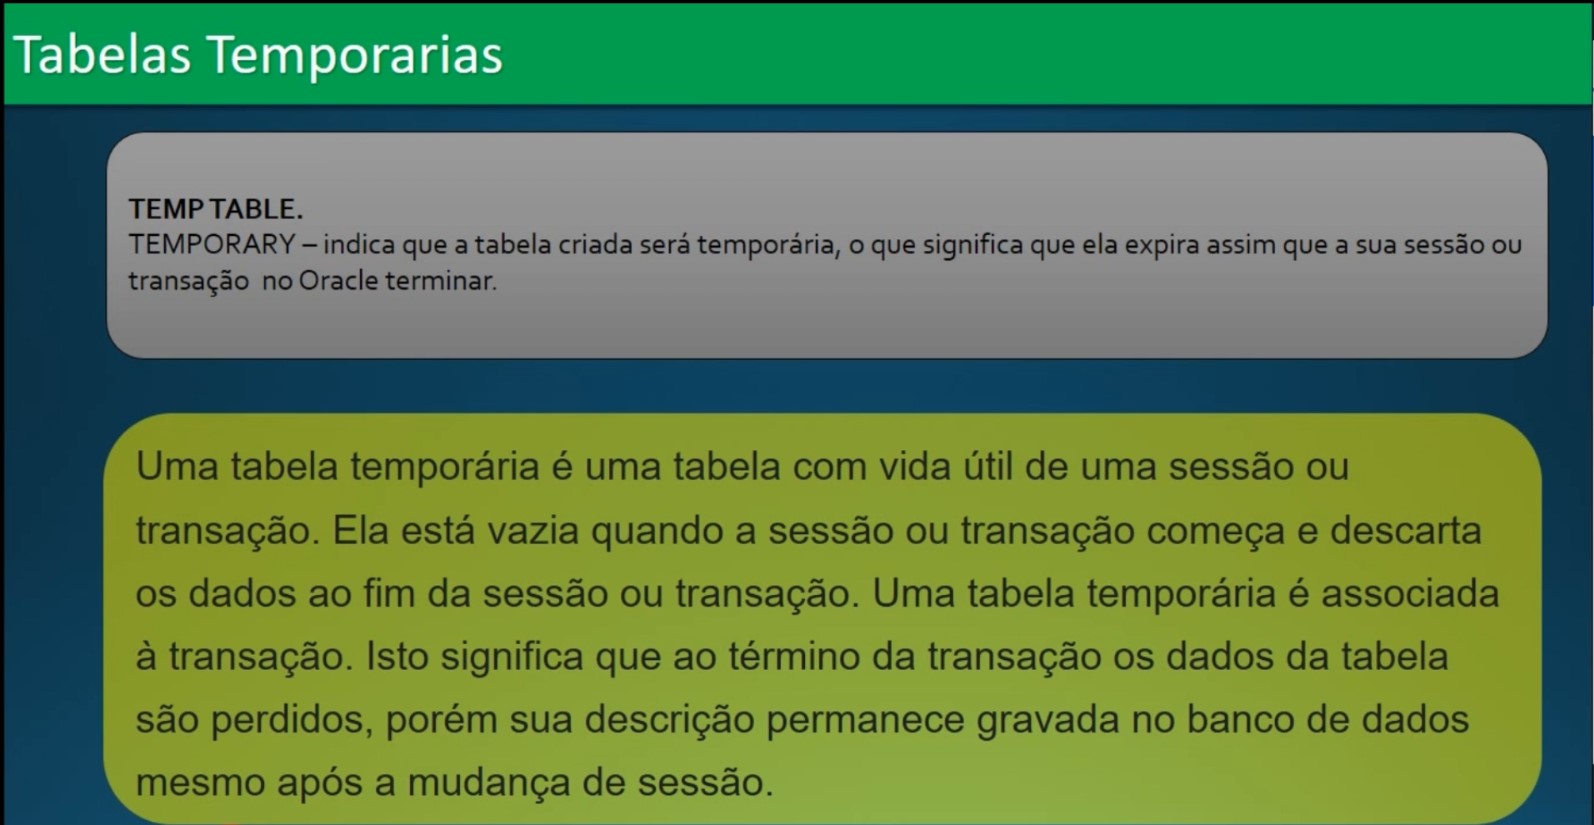 Tabelas Temporarias
TEMP TABLE.
TEMPORARY – indica que a tabela criada será temporária, o que significa que ela expira assim que a sua sessão ou
transação  no Oracle terminar.
Uma tabela temporária é uma tabela com vida útil de uma sessão ou
transação. Ela está vazia quando a sessão ou transação começa e descarta
os dados ao fim da sessão ou transação. Uma tabela temporária é associada
à transação. Isto significa que ao término da transação os dados da tabela
são perdidos, porém sua descrição permanece gravada no banco de dados
mesmo após a mudança de sessão.